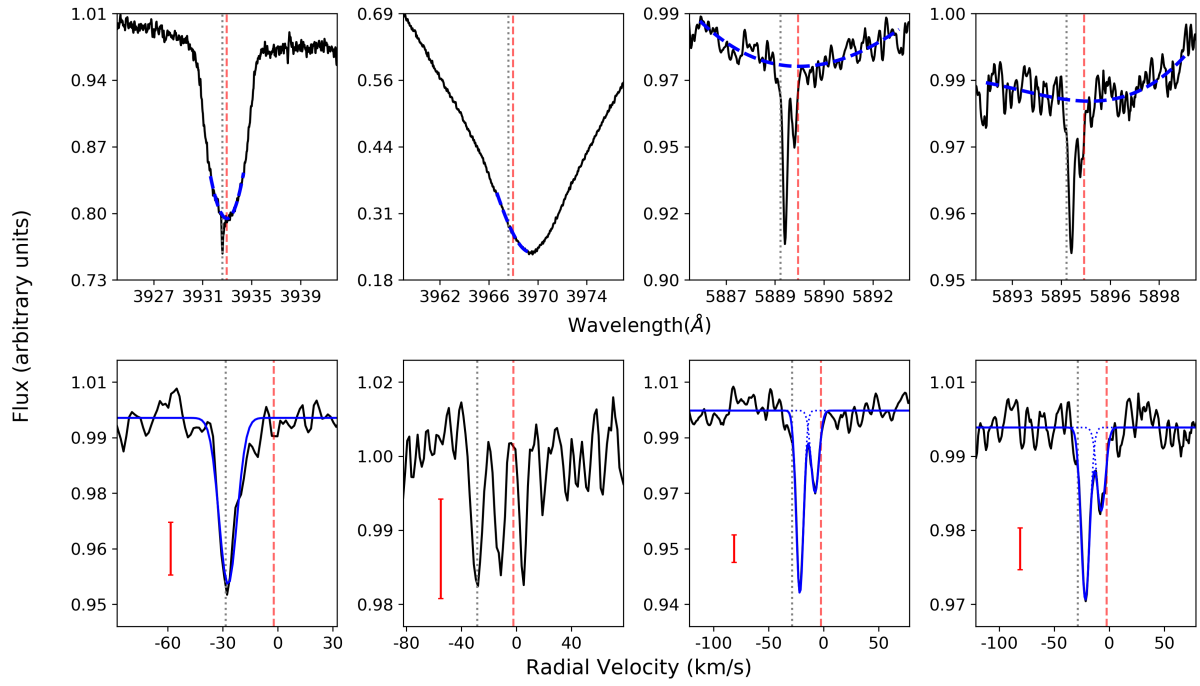 Flux (arbitrary units)
1.01 0.94 0.87 0.80 0.73
3927 3931 3935 3939
0.69 0.56 0.44 0.31 0.18
3962 3966 3970 3974
0.99 0.97 0.95 0.92 0.90
5887 5889 5890 5892
1.00 0.99 0.97 0.96 0.95
5893 5895 5896 5898
Wavelength(Å)
1.01 0.99 0.98 0.96 0.95
-60 -30 0 30
1.02 1.00 0.99 0.98
-80 -40 0 40
1.01 0.99 0.97 0.95 0.94
-100 -50 0 50
1.01 0.99 0.98 0.97
-100 -50 0 50
Radial Velocity (km/s)